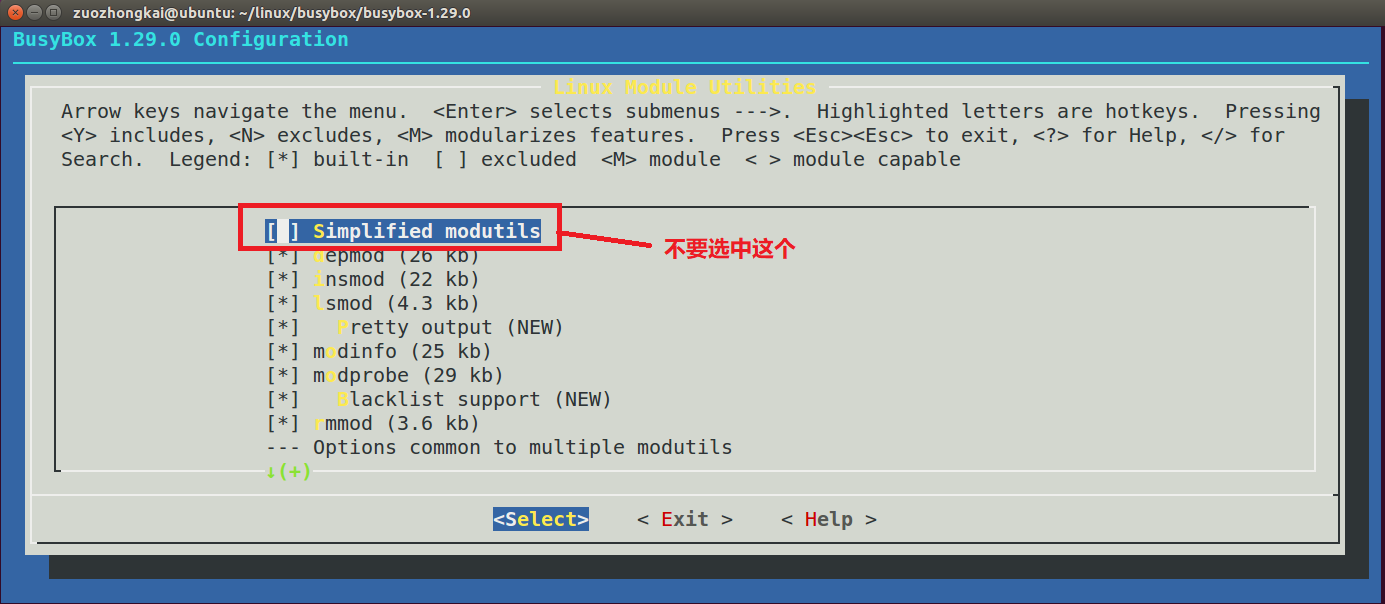 zuozhongkai@ubuntu: ~/linux/busybox/busybox-1.29.0
BusyBox 1.29.0 Configuration
Linux Module Utilities
Arrow keys navigate the menu.  <Enter> selects submenus --->.  Highlighted letters are hotkeys.  Pressing
<Y> includes, <N> excludes, <M> modularizes features.  Press <Esc><Esc> to exit, <?> for Help, </> for
Search.  Legend: [*] built-in  [ ] excluded  <M> module  < > module capable
[ ] Simplified modutils
不要选中这个
[*] depmod (26 kb)
[*] insmod (22 kb)
[*] lsmod (4.3 kb)
[*]   Pretty output (NEW)
[*] modinfo (25 kb)
[*] modprobe (29 kb)
[*]   Blacklist support (NEW)
[*] rmmod (3.6 kb)
--- Options common to multiple modutils
↓(+)
<Select>    < Exit >    < Help >